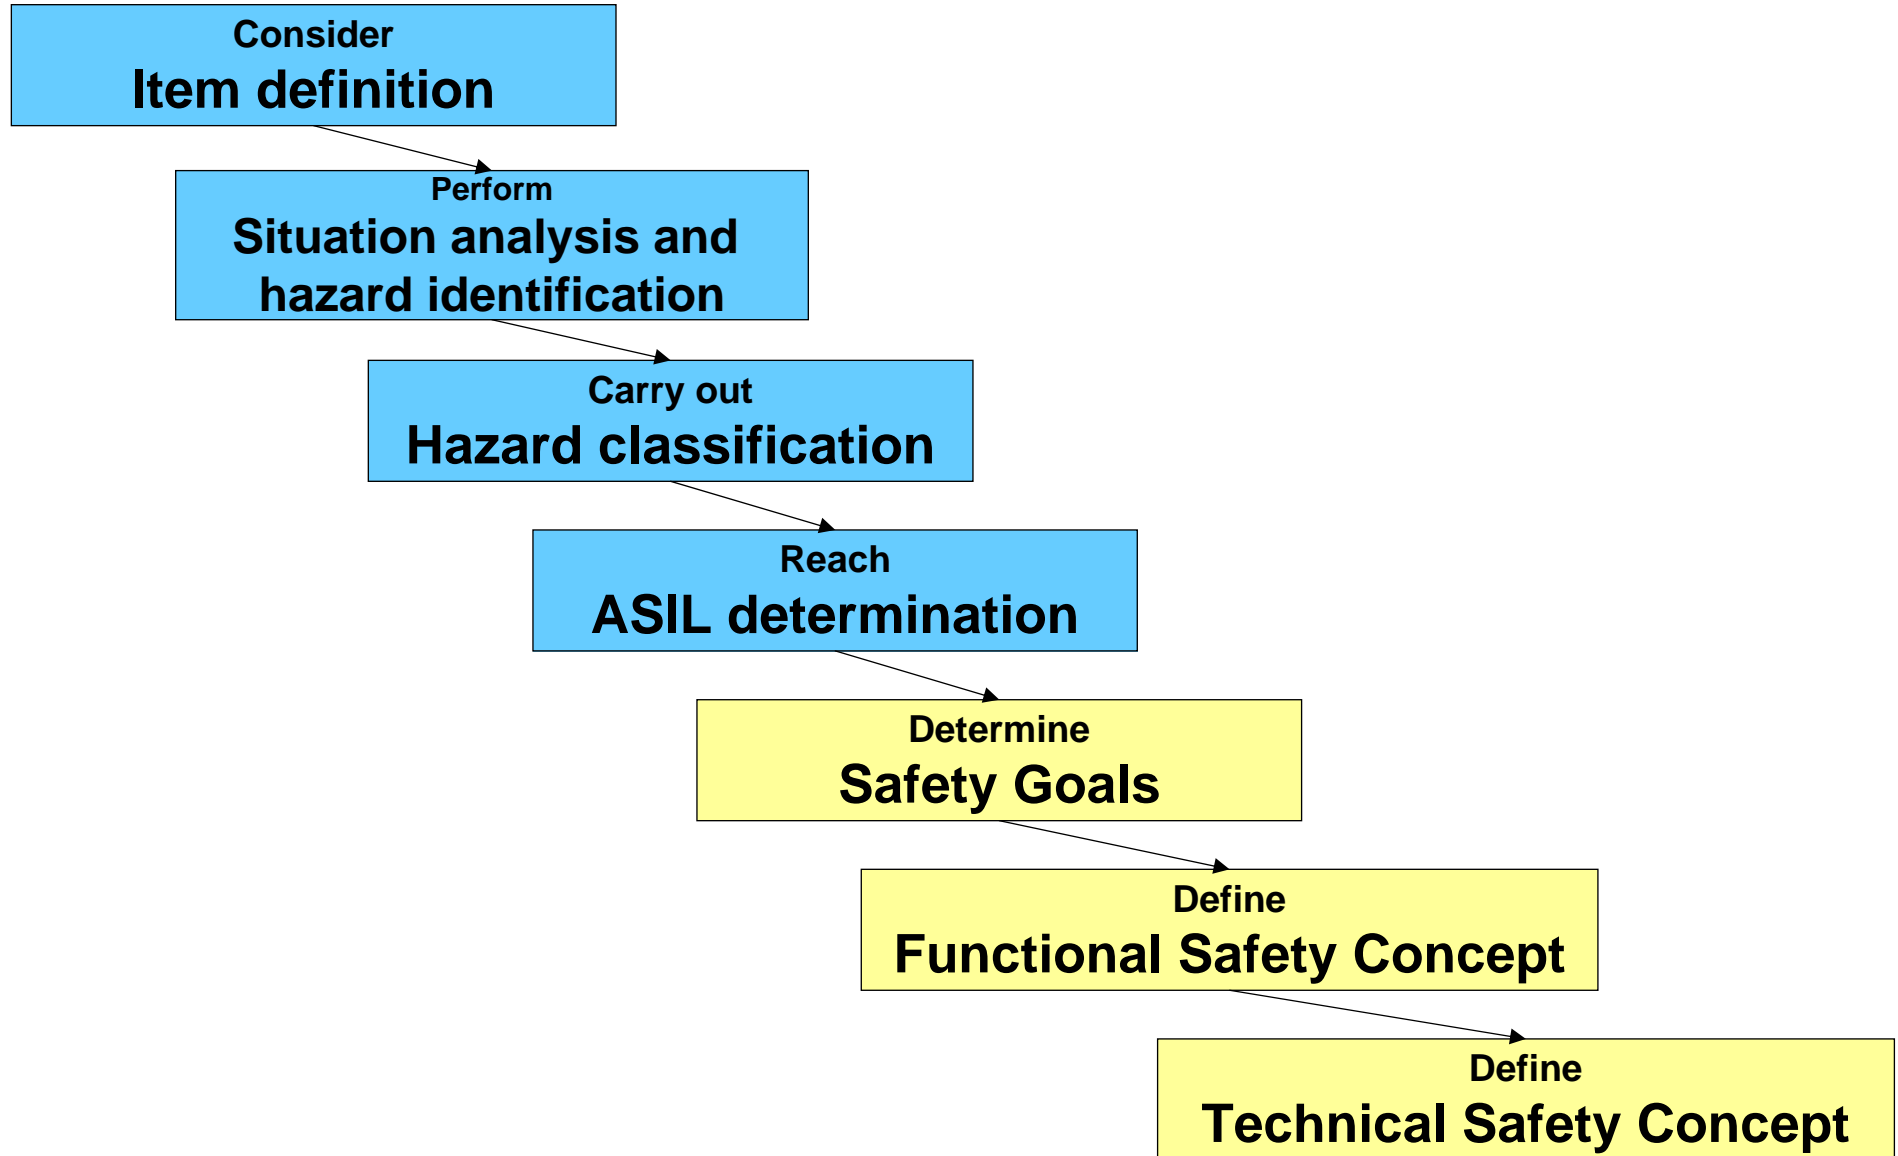 Consider
Item definition
Perform
Situation analysis and
hazard identification
Carry out
Hazard classification
Reach
ASIL determination
Determine
Safety Goals
Define
Functional Safety Concept
Define
Technical Safety Concept